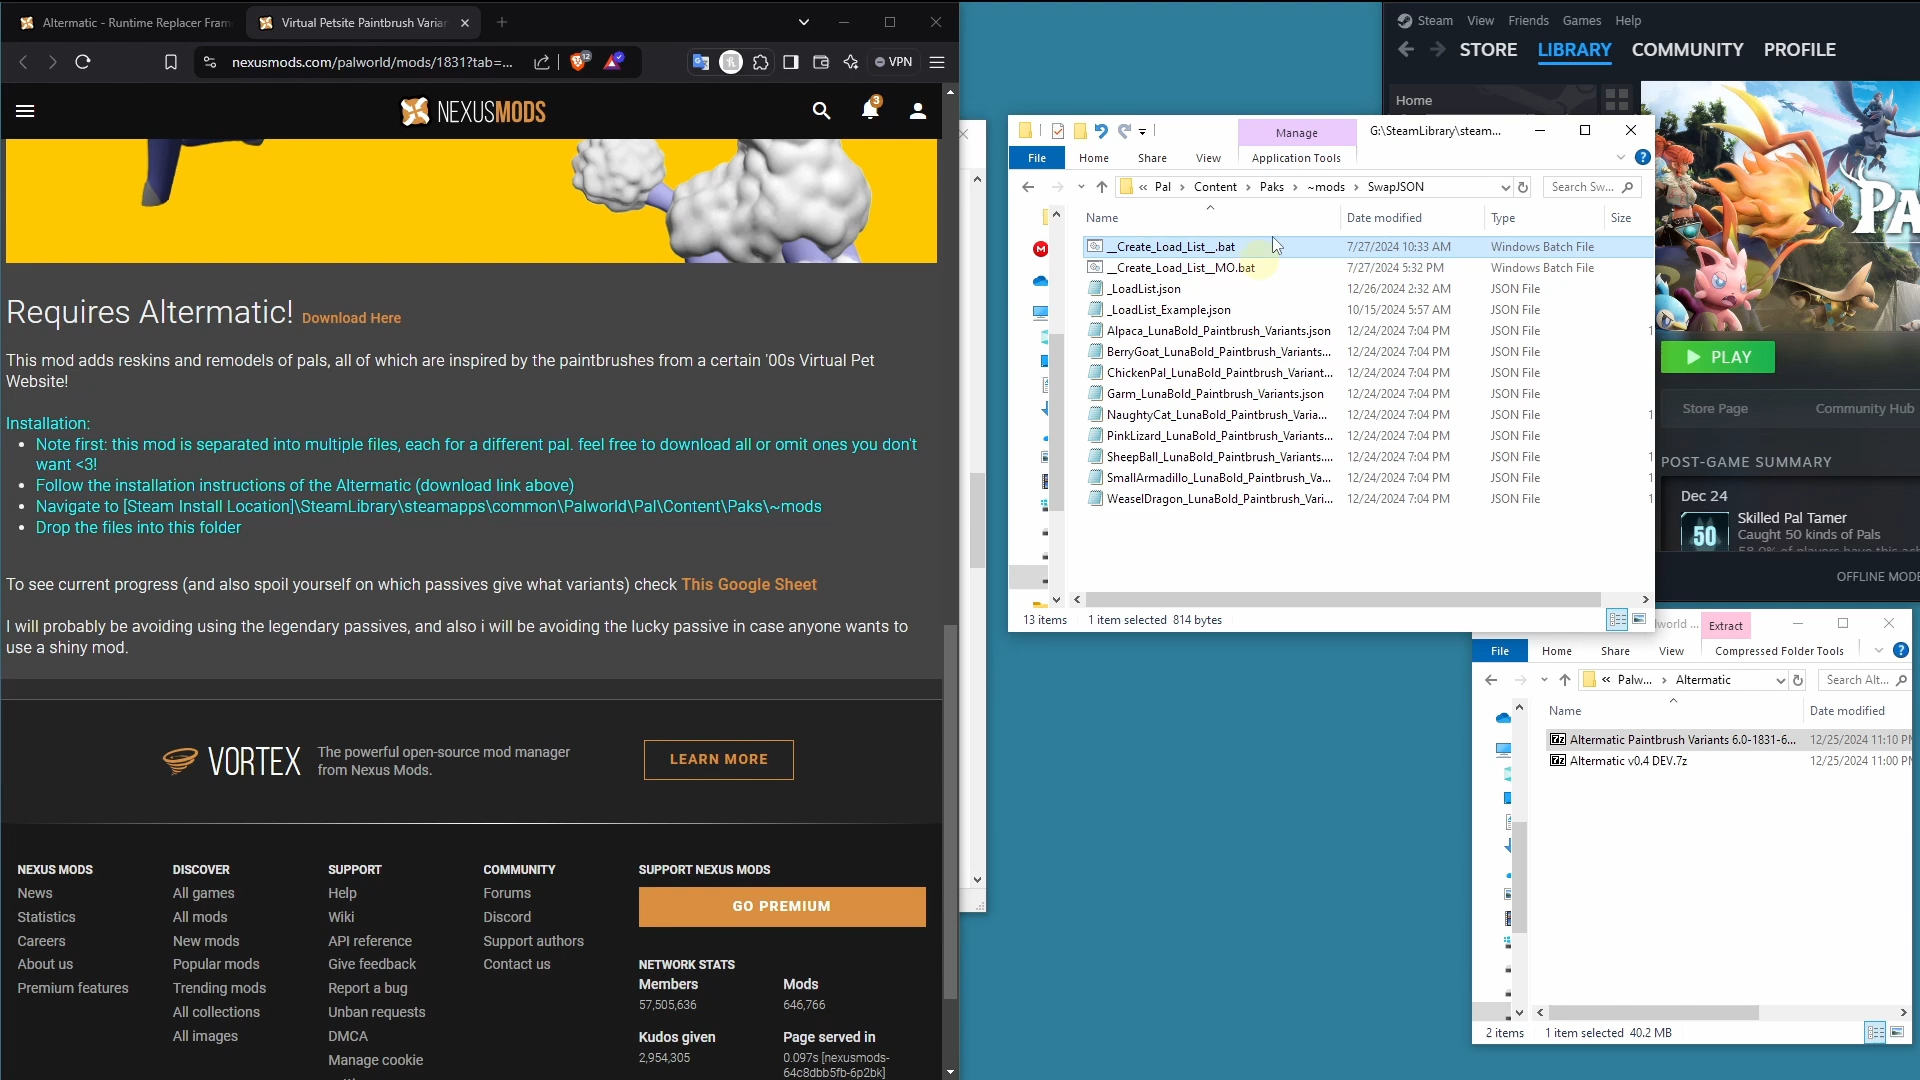 Altermatic - Runtime Replacer Fram
Virtual Petsite Paintbrush Varia
nexusmods.com/palworld/mods/1831?tab=...
12
VPN
NEXUSMODS
3
Requires Altermatic! Download Here
This mod adds reskins and remodels of pals, all of which are inspired by the paintbrushes from a certain '00s Virtual Pet
Website!
Installation:
Note first: this mod is separated into multiple files, each for a different pal. feel free to download all or omit ones you don't
want <3!
Follow the installation instructions of the Altermatic (download link above)
Navigate to [Steam Install Location]\SteamLibrary\steamapps\common\Palworld\Pal\Content\Paks\~mods
Drop the files into this folder
To see current progress (and also spoil yourself on which passives give what variants) check This Google Sheet
I will probably be avoiding using the legendary passives, and also i will be avoiding the lucky passive in case anyone wants to
use a shiny mod.
VORTEX
The powerful open-source mod manager
from Nexus Mods.
LEARN MORE
NEXUS MODS
News
Statistics
Careers
About us
Premium features
DISCOVER
All games
All mods
New mods
Popular mods
Trending mods
All collections
All images
SUPPORT
Help
Wiki
API reference
Give feedback
Report a bug
Unban requests
DMCA
Manage cookie
COMMUNITY
Forums
Discord
Support authors
Contact us
SUPPORT NEXUS MODS
GO PREMIUM
NETWORK STATS
Members
57,505,636
Mods
646,766
Kudos given
2,954,305
Page served in
0.097s [nexusmods-
64c8dbb5fb-6p2bk]
Steam View Friends Games Help
STORE LIBRARY COMMUNITY PROFILE
Home
PLAY
Store Page Community Hub
POST-GAME SUMMARY
Dec 24
50
Skilled Pal Tamer
Caught 50 kinds of Pals
OFFLINE MODE
Manage
G:\SteamLibrary\steam...
File Home Share View Application Tools
« Pal > Content > Paks > ~mods > SwapJSON
Search Sw...
Name Date modified Type Size
__Create_Load_List__.bat 7/27/2024 10:33 AM Windows Batch File
__Create_Load_List__MO.bat 7/27/2024 5:32 PM Windows Batch File
_LoadList.json 12/26/2024 2:32 AM JSON File
_LoadList_Example.json 10/15/2024 5:57 AM JSON File
Alpaca_LunaBold_Paintbrush_Variants.json 12/24/2024 7:04 PM JSON File 1
BerryGoat_LunaBold_Paintbrush_Variants... 12/24/2024 7:04 PM JSON File
ChickenPal_LunaBold_Paintbrush_Variant... 12/24/2024 7:04 PM JSON File
Garm_LunaBold_Paintbrush_Variants.json 12/24/2024 7:04 PM JSON File
NaughtyCat_LunaBold_Paintbrush_Varia... 12/24/2024 7:04 PM JSON File 1
PinkLizard_LunaBold_Paintbrush_Variants... 12/24/2024 7:04 PM JSON File
SheepBall_LunaBold_Paintbrush_Variants.... 12/24/2024 7:04 PM JSON File 1
SmallArmadillo_LunaBold_Paintbrush_Va... 12/24/2024 7:04 PM JSON File 1
WeaselDragon_LunaBold_Paintbrush_Vari... 12/24/2024 7:04 PM JSON File 1
13 items 1 item selected 814 bytes
world ... Extract
File Home Share View Compressed Folder Tools
« Palw... > Altermatic
Search Alt...
Name Date modified
Altermatic Paintbrush Variants 6.0-1831-6... 12/25/2024 11:10 PM
Altermatic v0.4 DEV.7z 12/25/2024 11:00 PM
2 items 1 item selected 40.2 MB